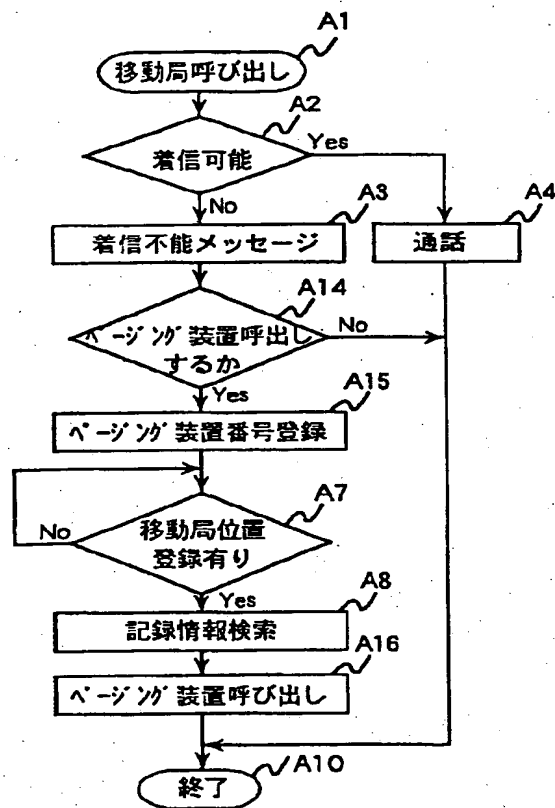 A1
移動局呼び出し
A2
着信可能
Yes
No
A3
着信不能メッセージ
A4
通話
A14
ページング装置呼出し
するか
No
Yes
A15
ページング装置番号登録
A7
移動局位置
登録有り
No
Yes
A8
記録情報検索
A16
ページング装置呼び出し
A10
終了